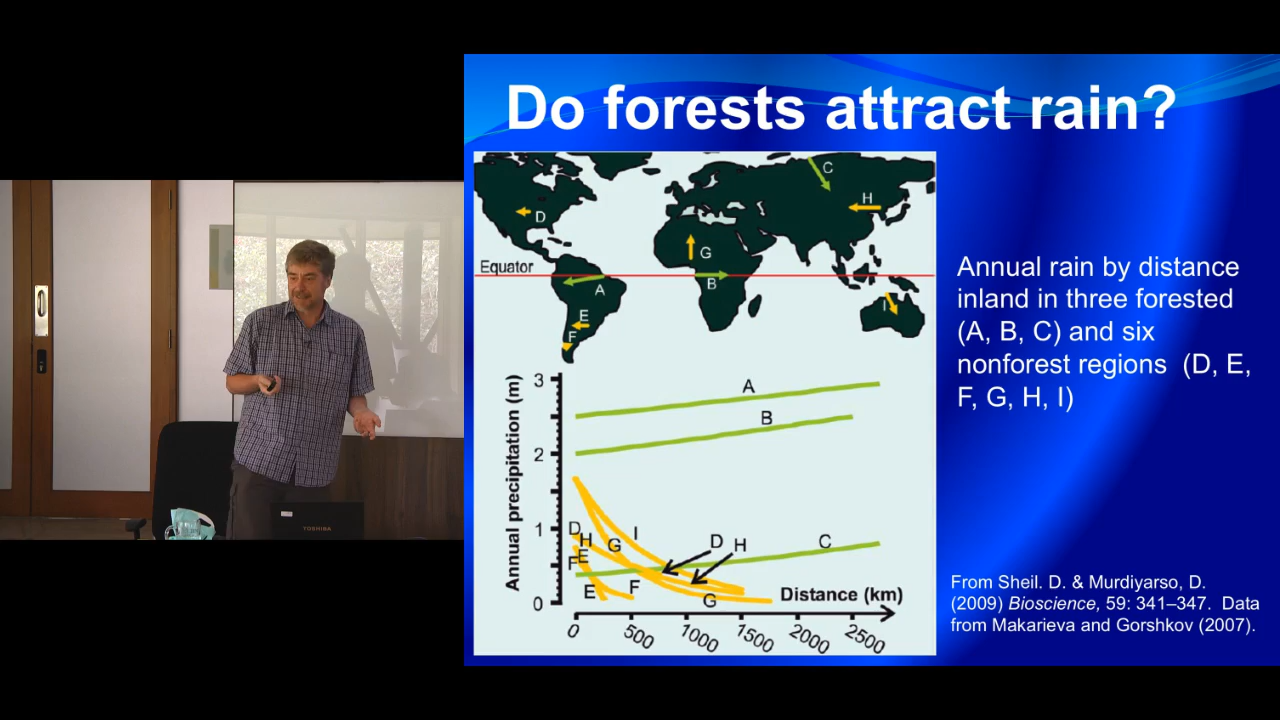 Do forests attract rain?
C
H
D
G
Equator
B
A
I
E
F
Annual rain by distance
inland in three forested
(A, B, C) and six
nonforest regions (D, E,
F, G, H, I)
Annual precipitation (m)
3
2
1
0
A
B
D
H
G
I
D
H
C
F
E
E
F
G
Distance (km)
0
500
1000
1500
2000
2500
From Sheil. D. & Murdiyarso, D.
(2009) Bioscience, 59: 341–347. Data
from Makarieva and Gorshkov (2007).
TOSHIBA